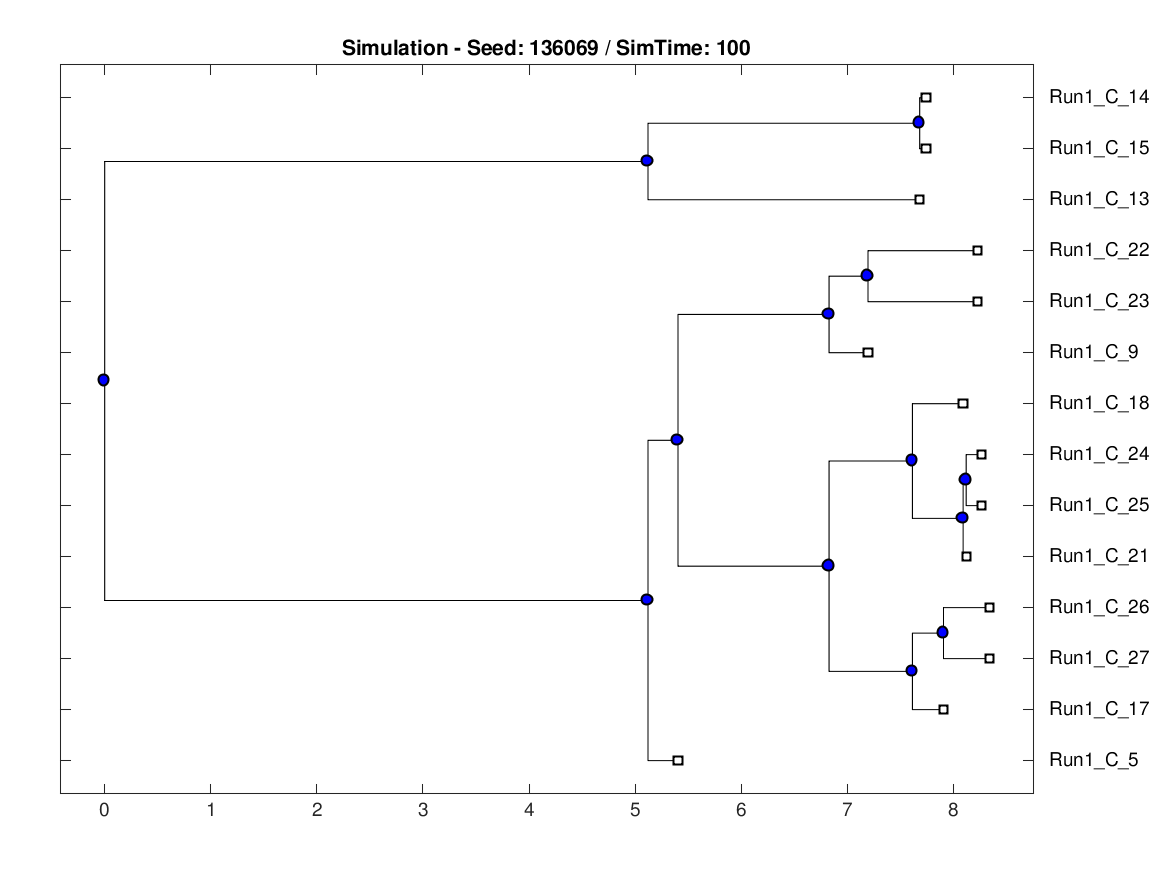 Simulation - Seed: 136069 / SimTime: 100
Run1_C_14
Run1_C_15
Run1_C_13
Run1_C_22
Run1_C_23
Run1_C_9
Run1_C_18
Run1_C_24
Run1_C_25
Run1_C_21
Run1_C_26
Run1_C_27
Run1_C_17
Run1_C_5
0 1 2 3 4 5 6 7 8